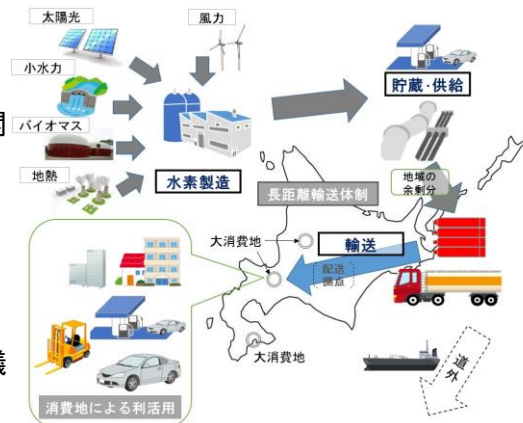 太陽光
風力
小水力
バイオマス
地熱
水素製造
貯蔵・供給
地域の
余剰分
長距離輸送体制
輸送
配送
拠点
大消費地
大消費地
道外
消費地による利活用